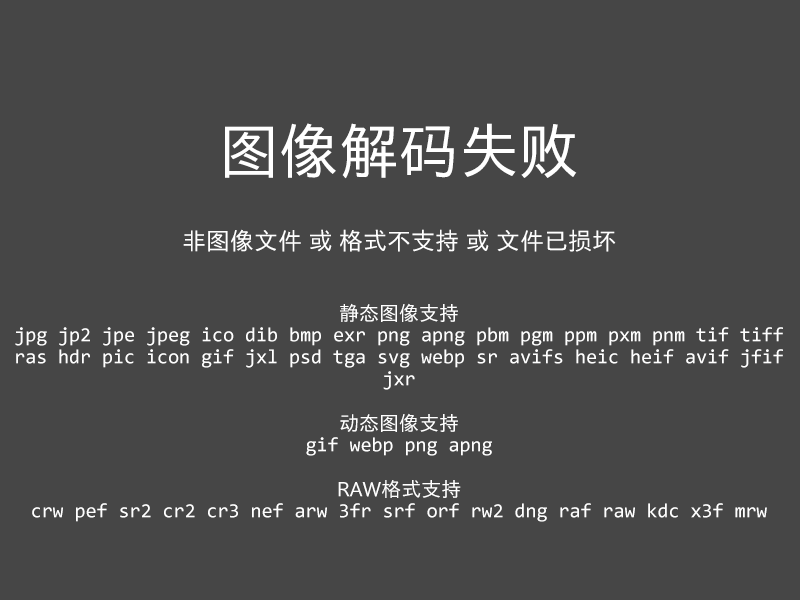 图像解码失败
非图像文件 或 格式不支持 或 文件已损坏
静态图像支持
jpg jp2 jpe jpeg ico dib bmp exr png apng pbm pgm ppm pxm pnm tif tiff
ras hdr pic icon gif jxl psd tga svg webp sr avifs heic heif avif jfif
jxr
动态图像支持
gif webp png apng
RAW格式支持
crw pef sr2 cr2 cr3 nef arw 3fr srf orf rw2 dng raf raw kdc x3f mrw